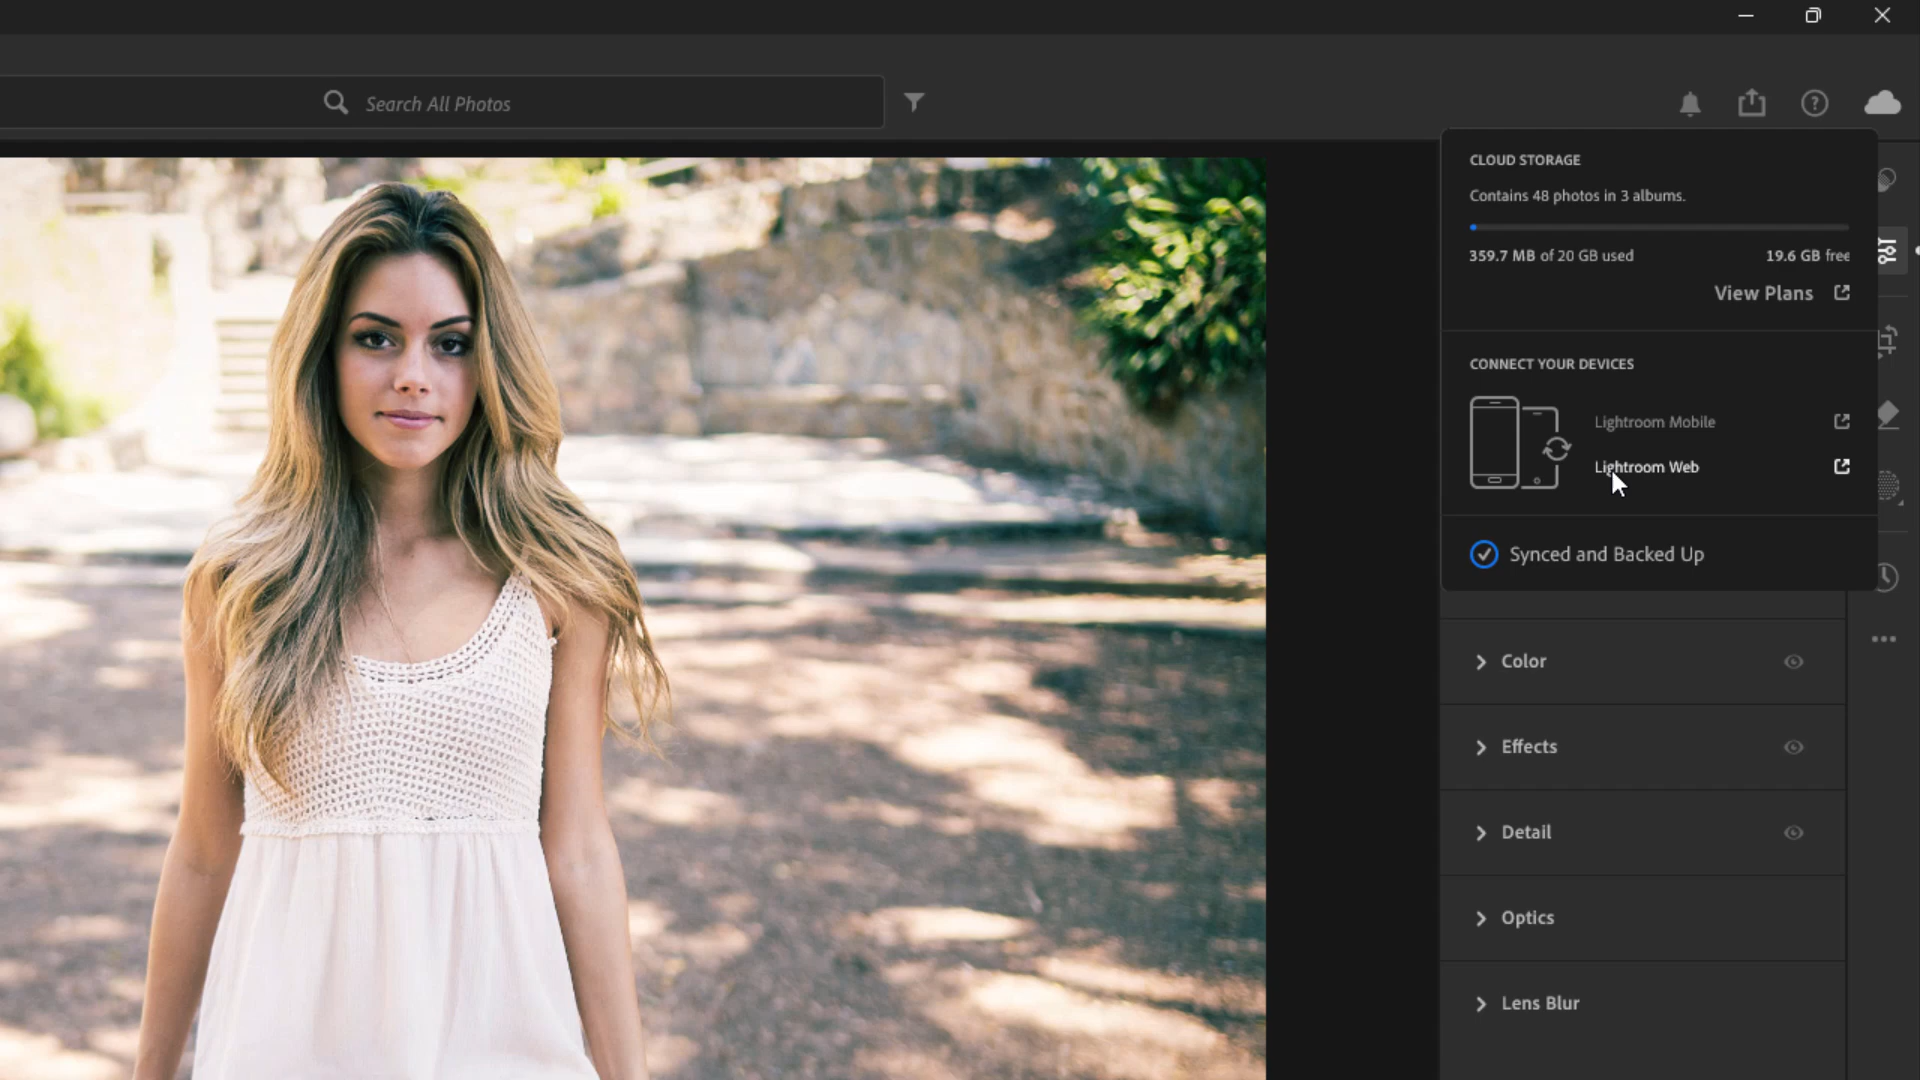 Search All Photos
CLOUD STORAGE
Contains 48 photos in 3 albums.
359.7 MB of 20 GB used
19.6 GB free
View Plans
CONNECT YOUR DEVICES
Lightroom Mobile
Lightroom Web
Synced and Backed Up
Color
Effects
Detail
Optics
Lens Blur